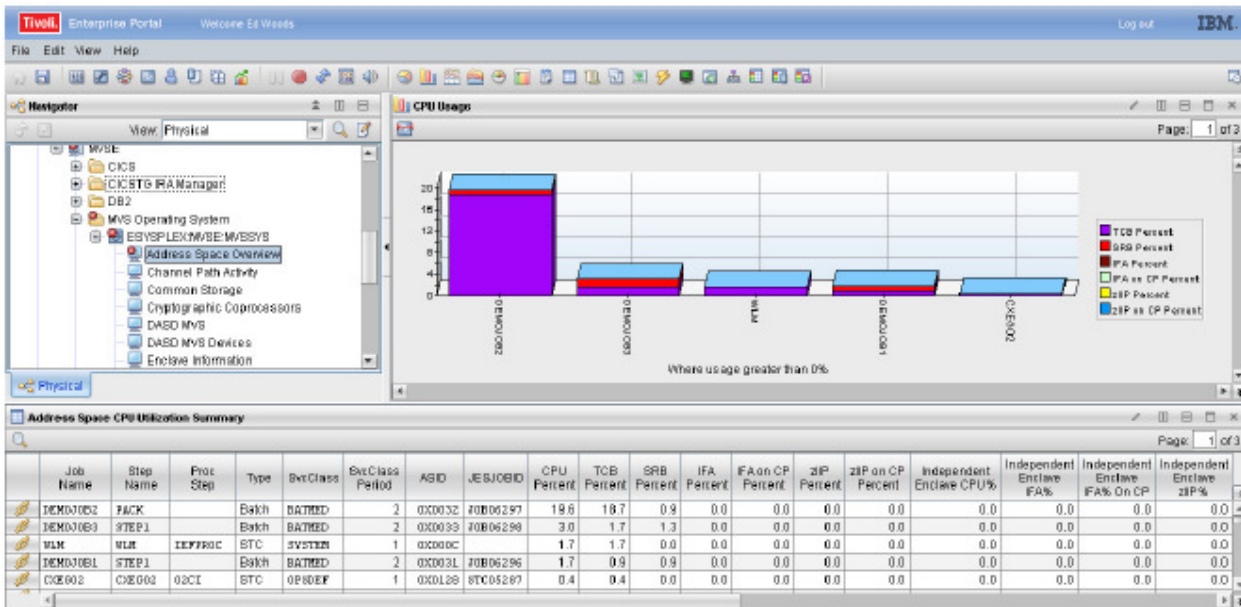 Tivoli. Enterprise Portal Welcome Ed Woods Log out IBM.
File Edit View Help
Navigator
View: Physical
MVSE
CICS
CICSTG IRA Manager
DB2
MVS Operating System
ESYSPLEX:MVSE:MVSSYS
Address Space Overview
Channel Path Activity
Common Storage
Cryptographic Coprocessors
DASD MVS
DASD MVS Devices
Enclave Information
Physical
CPU Usage
Page: 1 of 3
20
16
12
8
4
0
DEMOJOB2
DEMOJOB3
WLM
DEMOJOB1
CXEGO2
Where usage greater than 0%
TCB Percent
SRB Percent
IFA Percent
IFA on CP Percent
zIIP Percent
zIIP on CP Percent
Address Space CPU Utilization Summary
Page: 1 of 3
Job Name Step Name Proc Step Type SvcClass SvcClass Period ASID JESJOBID CPU Percent TCB Percent SRB Percent IFA Percent IFA on CP Percent zIIP Percent zIIP on CP Percent Independent Enclave CPU% Independent Enclave IFA% Independent Enclave IFA% On CP Independent Enclave zIIP%
DEMOJOB2 PACK Batch BATMED 2 0X0032 JOB06297 19.6 18.7 0.9 0.0 0.0 0.0 0.0 0.0 0.0 0.0 0.0
DEMOJOB3 STEP1 Batch BATMED 2 0X0033 JOB06298 3.0 1.7 1.3 0.0 0.0 0.0 0.0 0.0 0.0 0.0 0.0
WLM WLM IEFPROC STC SYSTEM 1 0X000C 1.7 1.7 0.0 0.0 0.0 0.0 0.0 0.0 0.0 0.0 0.0
DEMOJOB1 STEP1 Batch BATMED 2 0X0031 JOB06296 1.7 0.9 0.9 0.0 0.0 0.0 0.0 0.0 0.0 0.0 0.0
CXEGO2 CXEGO2 02CI STC OPSDEF 1 0X0128 STC05287 0.4 0.4 0.0 0.0 0.0 0.0 0.0 0.0 0.0 0.0 0.0